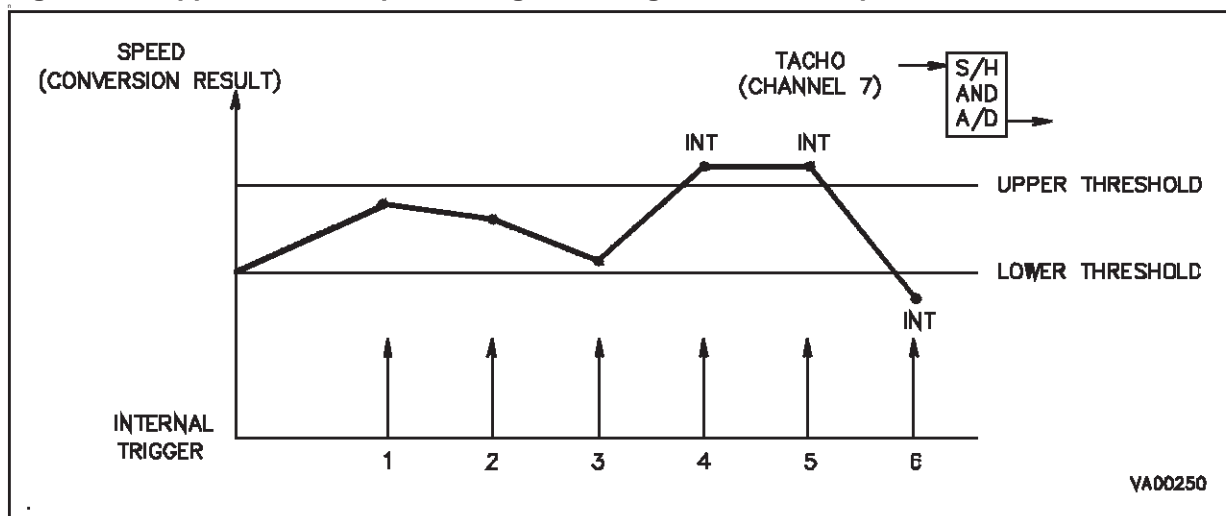 SPEED
(CONVERSION RESULT)
TACHO
(CHANNEL 7)
S/H
AND
A/D
INT
INT
UPPER THRESHOLD
LOWER THRESHOLD
INT
INTERNAL
TRIGGER
1 2 3 4 5 6
VA00250